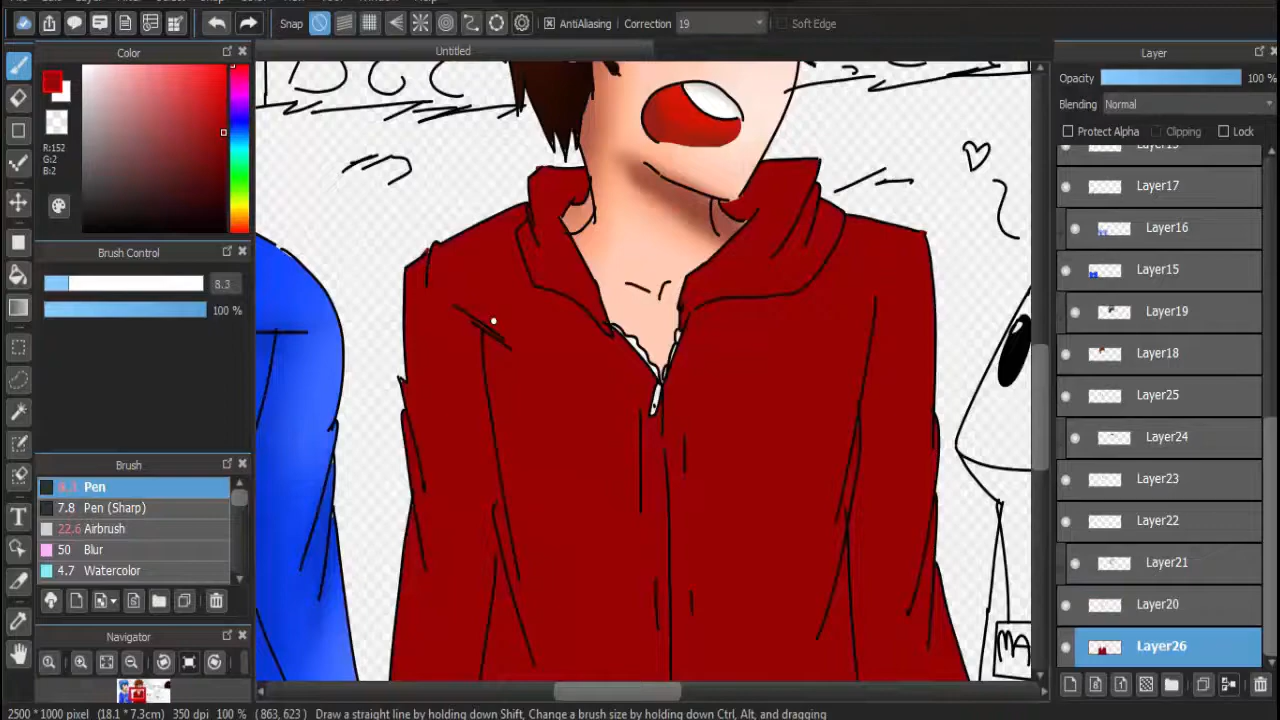 Snap
AntiAliasing
Correction 19
Soft Edge
Color
Untitled
Layer
R:152
G:2
B:2
Opacity 100 %
Blending Normal
Protect Alpha
Clipping
Lock
Layer17
Layer16
Layer15
Layer19
Layer18
Layer25
Layer24
Layer23
Layer22
Layer21
Layer20
Layer26
Brush Control
8.3
100 %
Brush
Pen
7.8 Pen (Sharp)
22.6 Airbrush
50 Blur
4.7 Watercolor
Navigator
MA
2500 * 1000 pixel (18.1 * 7.3cm) 350 dpi 100 % ( 863, 623 ) Draw a straight line by holding down Shift, Change a brush size by holding down Ctrl, Alt, and dragging